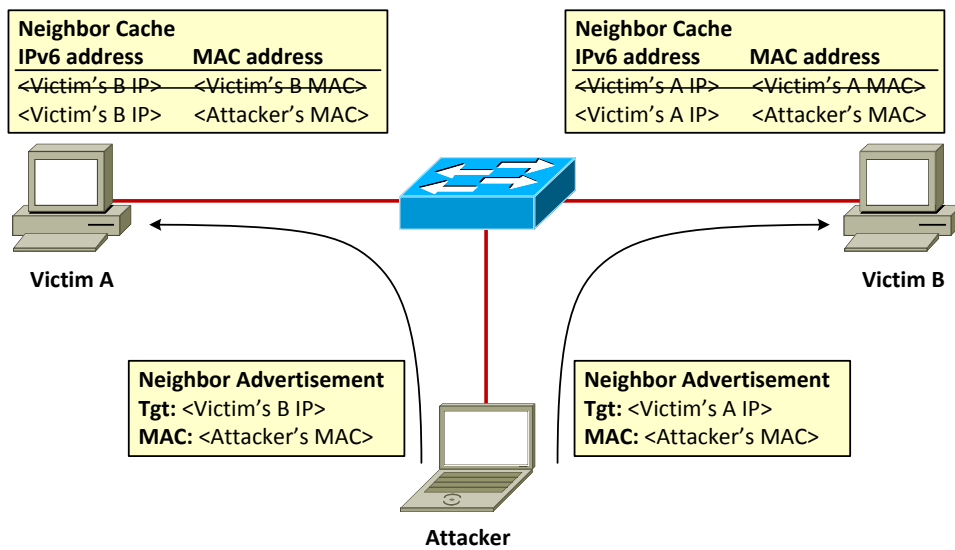 Neighbor Cache
IPv6 address MAC address
<Victim's B IP> <Victim's B MAC>
<Victim's B IP> <Attacker's MAC>
Neighbor Cache
IPv6 address MAC address
<Victim's A IP> <Victim's A MAC>
<Victim's A IP> <Attacker's MAC>
Victim A
Victim B
Neighbor Advertisement
Tgt: <Victim's B IP>
MAC: <Attacker's MAC>
Neighbor Advertisement
Tgt: <Victim's A IP>
MAC: <Attacker's MAC>
Attacker